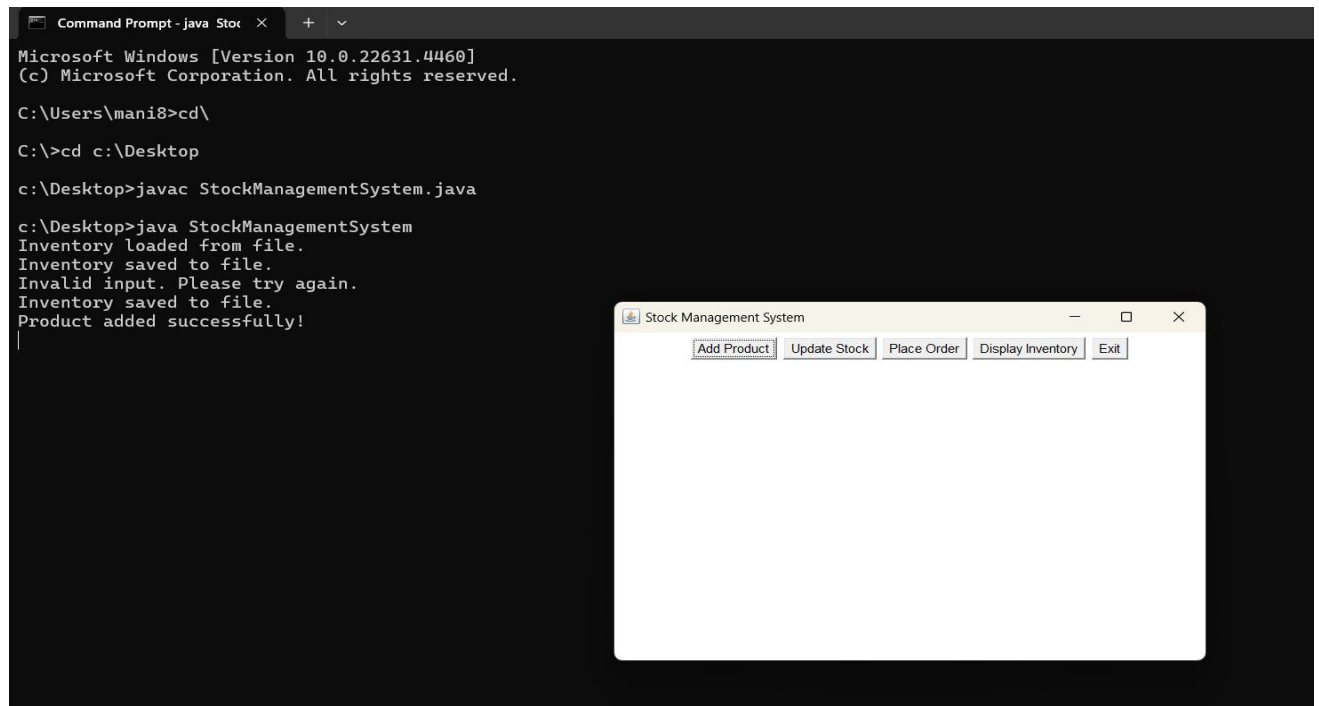 Command Prompt - java Stoc
Microsoft Windows [Version 10.0.22631.4460]
(c) Microsoft Corporation. All rights reserved.
C:\Users\mani8>cd\
C:\>cd c:\Desktop
c:\Desktop>javac StockManagementSystem.java
c:\Desktop>java StockManagementSystem
Inventory loaded from file.
Inventory saved to file.
Invalid input. Please try again.
Inventory saved to file.
Product added successfully!
Stock Management System
Add Product Update Stock Place Order Display Inventory Exit